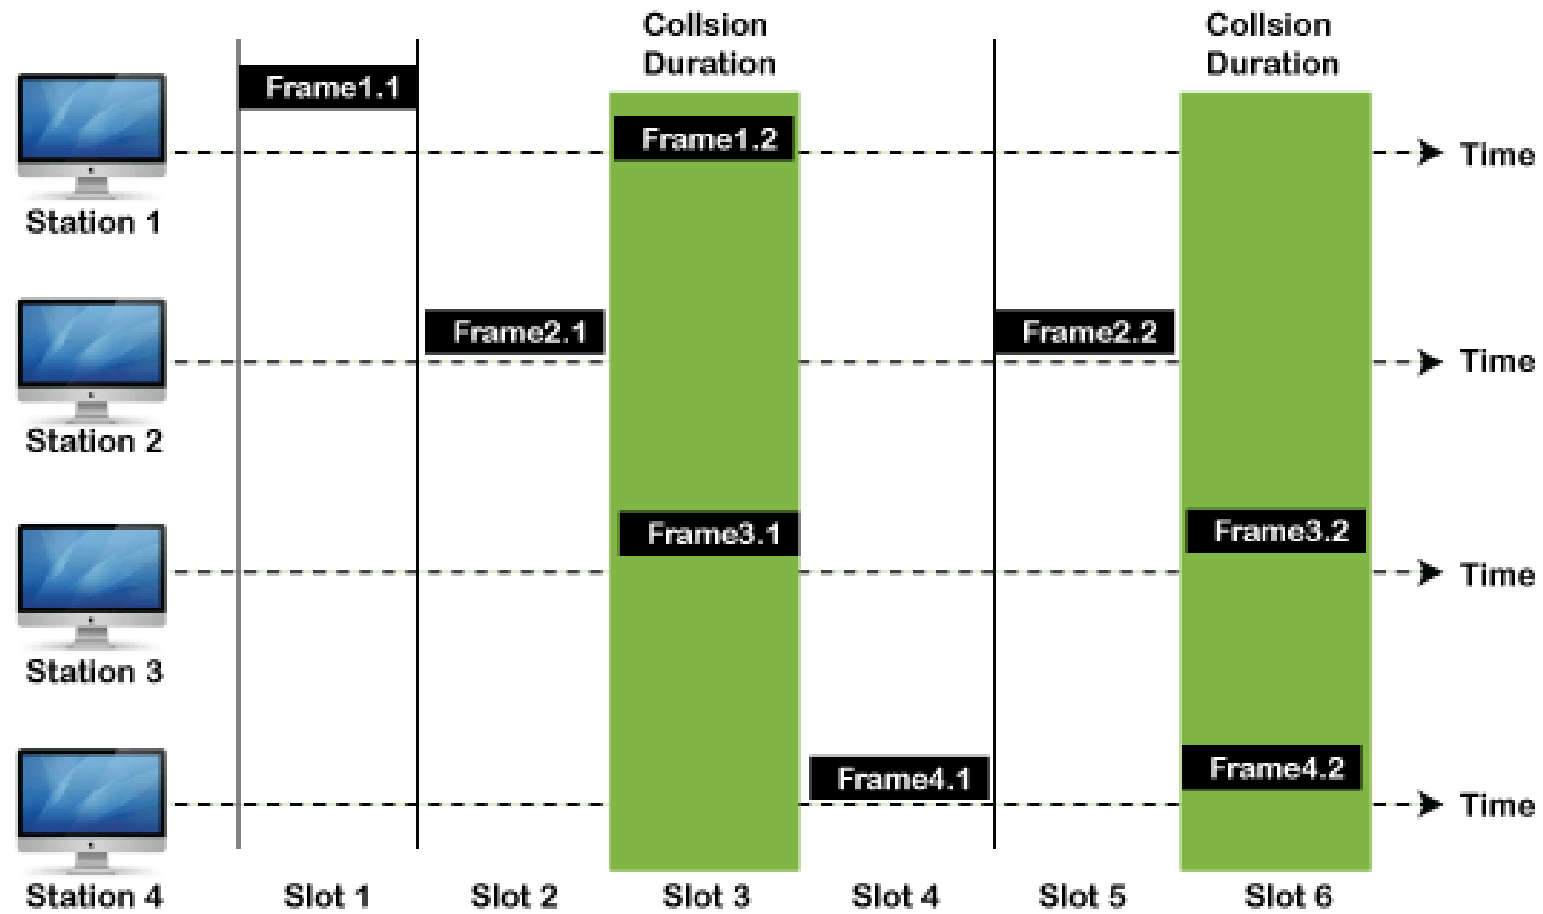 Collsion
Duration
Collsion
Duration
Frame1.1
Frame1.2
Time
Station 1
Frame2.1
Frame2.2
Time
Station 2
Frame3.1
Frame3.2
Time
Station 3
Frame4.1
Frame4.2
Time
Station 4
Slot 1
Slot 2
Slot 3
Slot 4
Slot 5
Slot 6